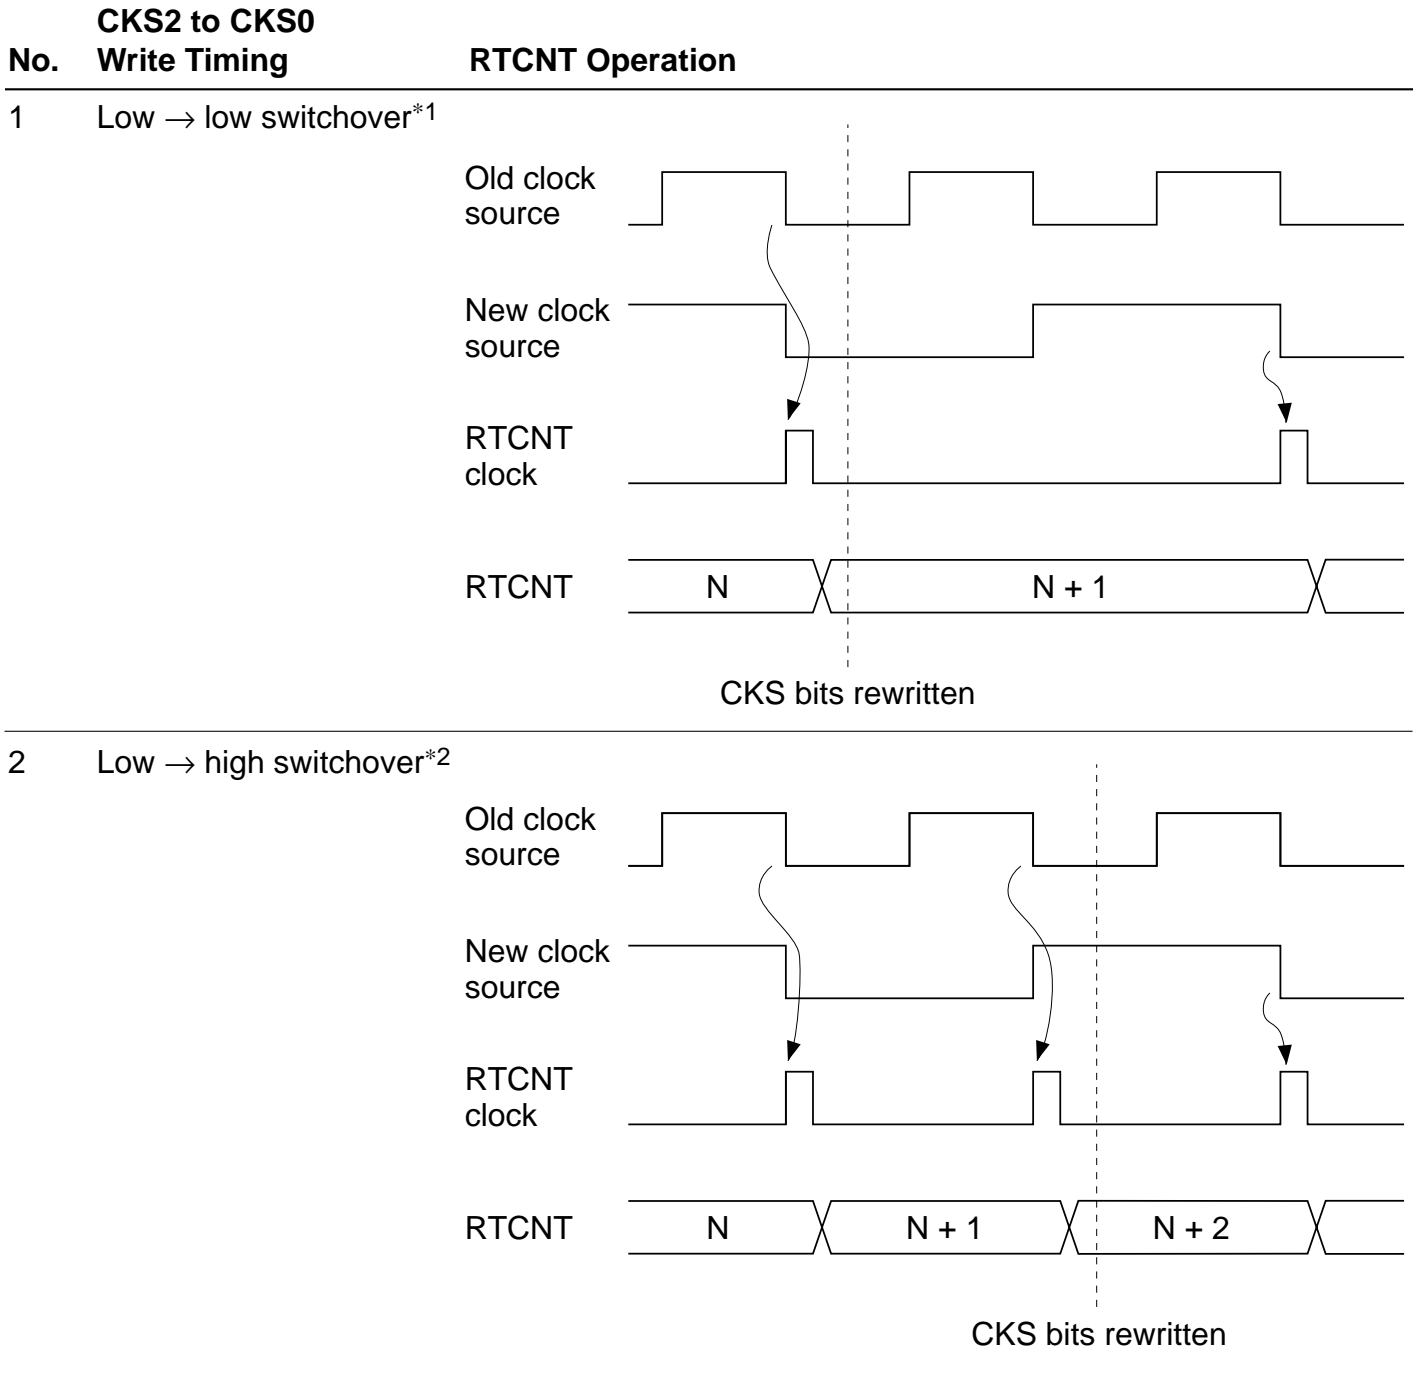 CKS2 to CKS0
No. Write Timing RTCNT Operation
1 Low → low switchover*1
Old clock
source
New clock
source
RTCNT
clock
RTCNT N N + 1
CKS bits rewritten
2 Low → high switchover*2
Old clock
source
New clock
source
RTCNT
clock
RTCNT N N + 1 N + 2
CKS bits rewritten